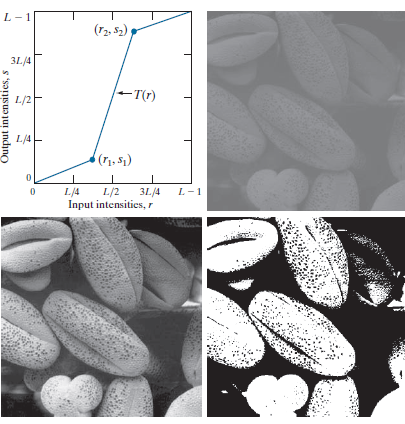 L − 1
(r₂, s₂)
3L/4
Output intensities, s
L/2
T(r)
L/4
(r₁, s₁)
0
0 L/4 L/2 3L/4 L − 1
Input intensities, r